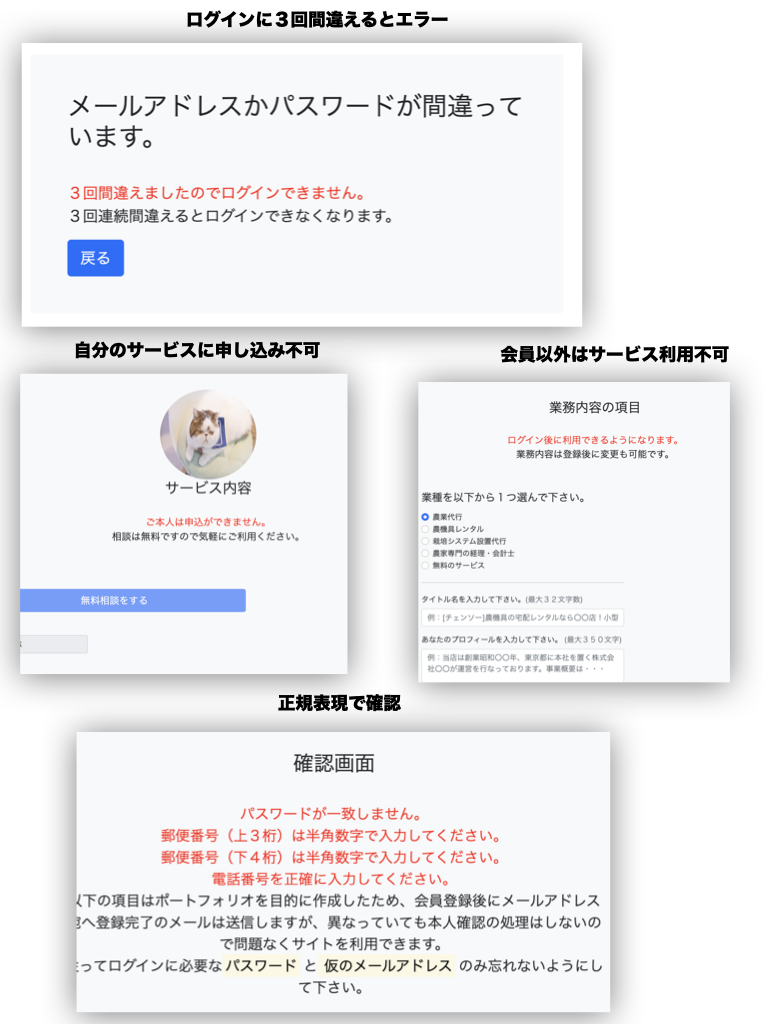 ログインに３回間違えるとエラー
メールアドレスかパスワードが間違って
います。
３回間違えましたのでログインできません。
３回連続間違えるとログインできなくなります。
戻る
自分のサービスに申し込み不可
サービス内容
ご本人は申込ができません。
相談は無料ですので気軽にご利用ください。
無料相談をする
会員以外はサービス利用不可
業務内容の項目
ログイン後に利用できるようになります。
業務内容は登録後に変更も可能です。
業種を以下から１つ選んで下さい。
農業代行
農機具レンタル
栽培システム設置代行
農家専門の経理・会計士
無料のサービス
タイトル名を入力して下さい。(最大３２文字数)
例：[チェンソー]農機具の宅配レンタルなら〇〇店！小型
あなたのプロフィールを入力して下さい。(最大３５０文字)
例：当店は創業昭和〇〇年、東京都に本社を置く株式会
社〇〇が運営を行なっております。事業概要は・・・
正規表現で確認
確認画面
パスワードが一致しません。
郵便番号（上３桁）は半角数字で入力してください。
郵便番号（下４桁）は半角数字で入力してください。
電話番号を正確に入力してください。
以下の項目はポートフォリオを目的に作成したため、会員登録後にメールアドレス
宛へ登録完了のメールは送信しますが、異なっていても本人確認の処理はしないの
で問題なくサイトを利用できます。
ってログインに必要な パスワード と 仮のメールアドレス のみ忘れないようにし
て下さい。